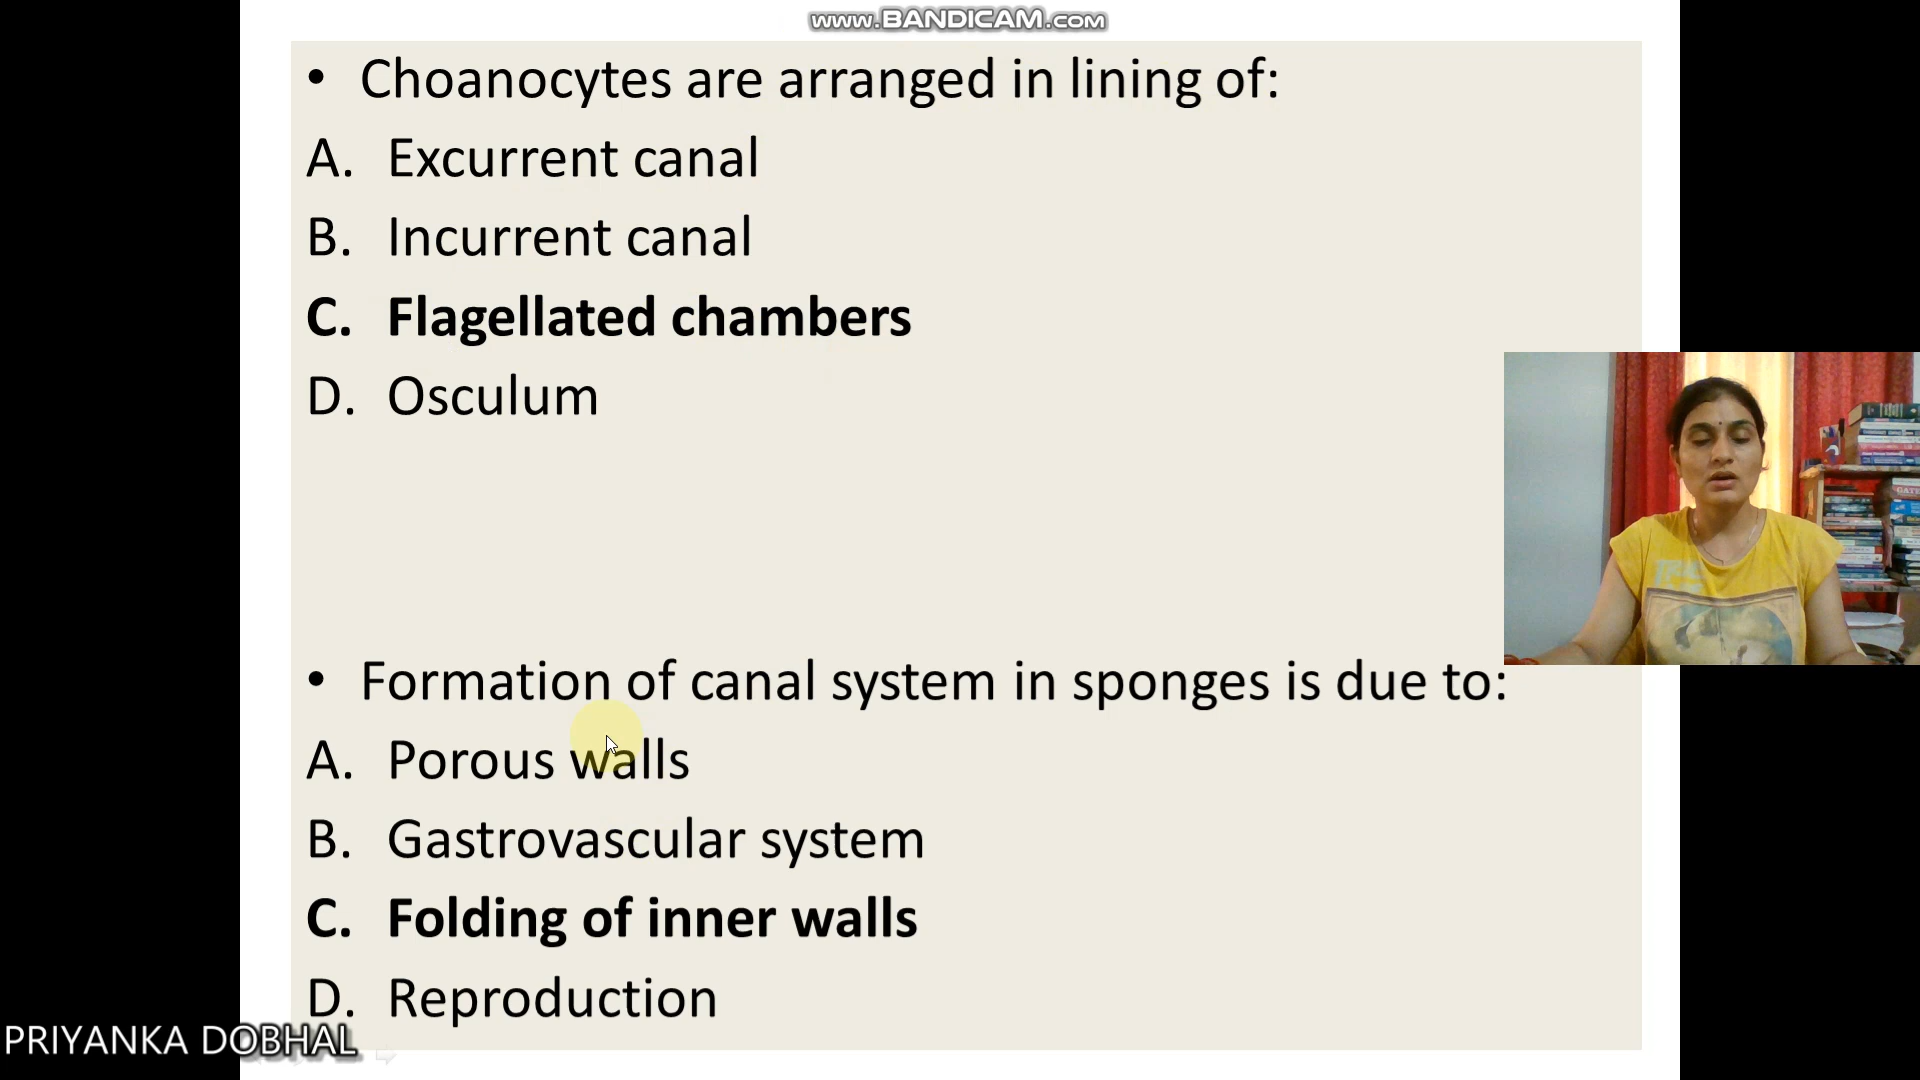 www.BANDICAM.com
• Choanocytes are arranged in lining of:
A. Excurrent canal
B. Incurrent canal
C. Flagellated chambers
D. Osculum
GATE
• Formation of canal system in sponges is due to:
A. Porous walls
B. Gastrovascular system
C. Folding of inner walls
D. Reproduction
PRIYANKA DOBHAL